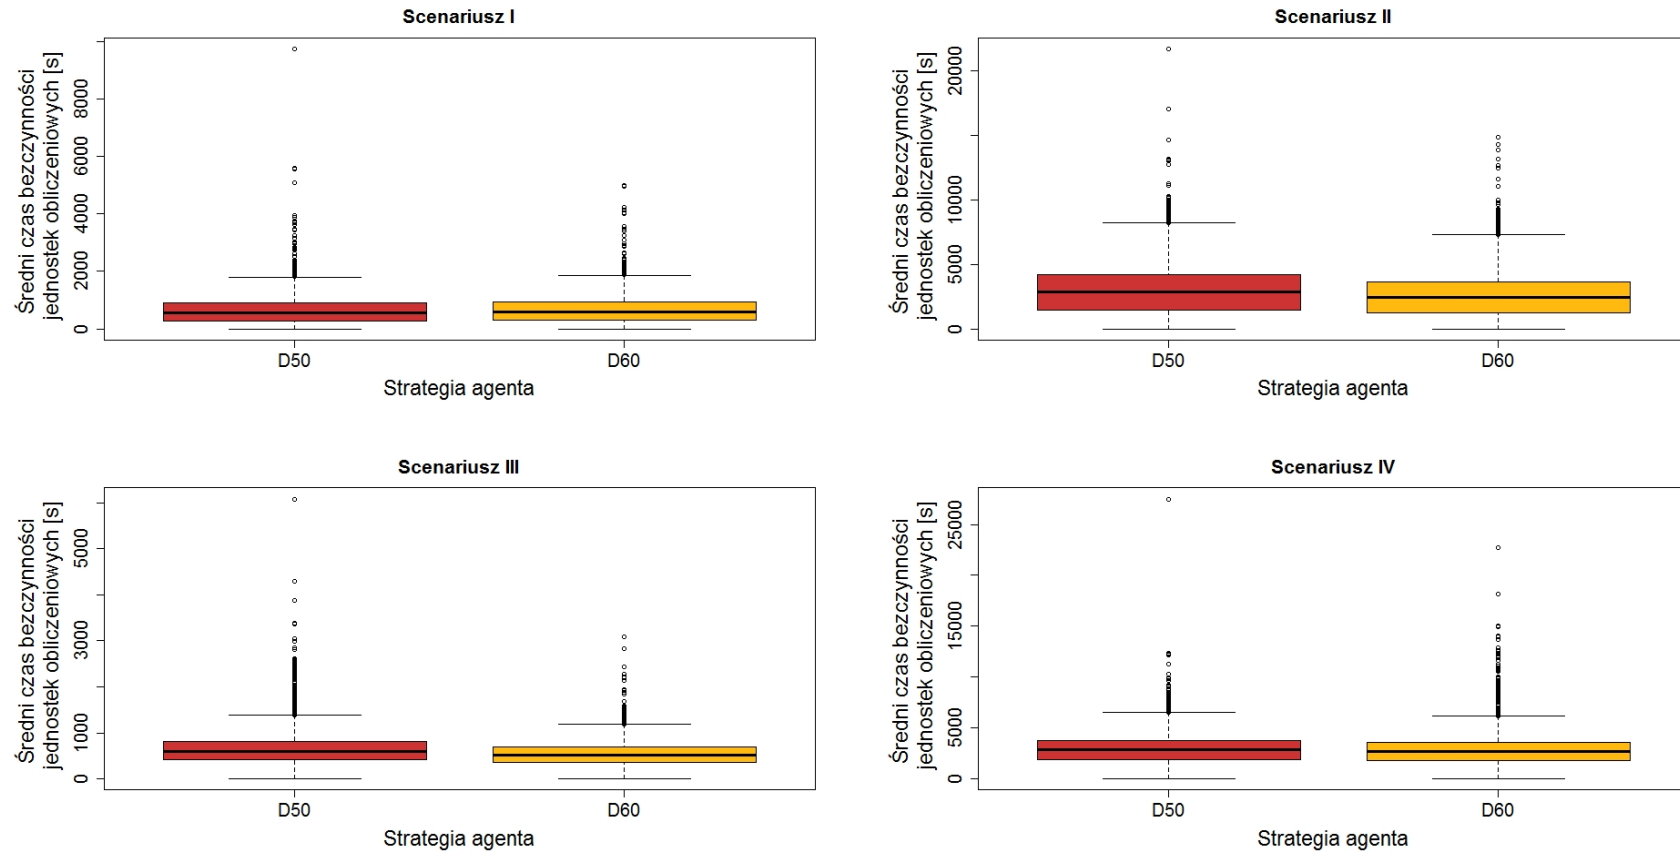 Scenariusz I
Średni czas bezczynności
jednostek obliczeniowych [s]
8000
6000
4000
2000
0
D50
D60
Strategia agenta
Scenariusz II
Średni czas bezczynności
jednostek obliczeniowych [s]
20000
10000
5000
0
D50
D60
Strategia agenta
Scenariusz III
Średni czas bezczynności
jednostek obliczeniowych [s]
5000
3000
1000
0
D50
D60
Strategia agenta
Scenariusz IV
Średni czas bezczynności
jednostek obliczeniowych [s]
25000
15000
5000
0
D50
D60
Strategia agenta